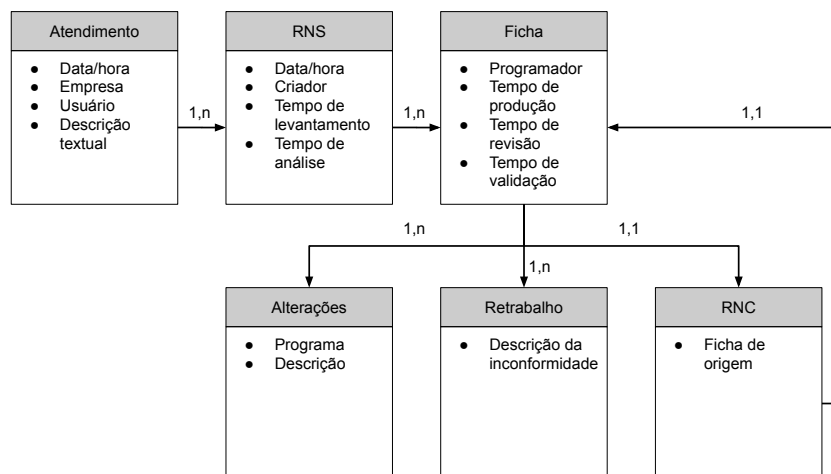 Atendimento
● Data/hora
● Empresa
● Usuário
● Descrição
textual
1,n
RNS
● Data/hora
● Criador
● Tempo de
levantamento
● Tempo de
análise
1,n
Ficha
● Programador
● Tempo de
produção
● Tempo de
revisão
● Tempo de
validação
1,1
1,n
1,1
1,n
Alterações
● Programa
● Descrição
Retrabalho
● Descrição da
inconformidade
RNC
● Ficha de
origem